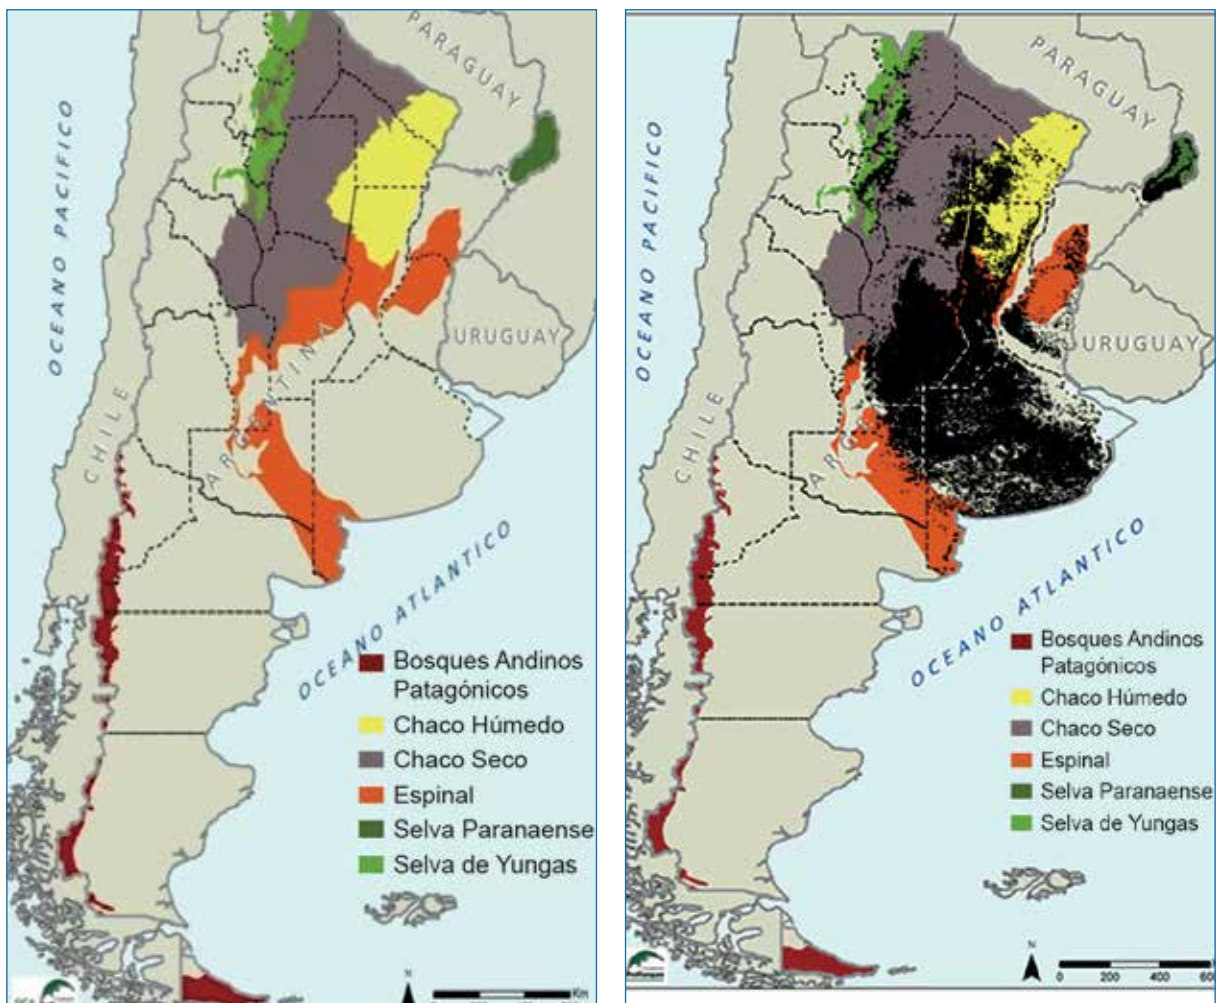 PARAGUAY
OCEANO PACIFICO
URUGUAY
ARGENTINA
CHILE
OCEANO ATLANTICO
Bosques Andinos
Patagónicos
Chaco Húmedo
Chaco Seco
Espinal
Selva Paranaense
Selva de Yungas
N
Km
PARAGUAY
OCEANO PACIFICO
URUGUAY
CHILE
OCEANO ATLANTICO
Bosques Andinos
Patagónicos
Chaco Húmedo
Chaco Seco
Espinal
Selva Paranaense
Selva de Yungas
N
0 200 400